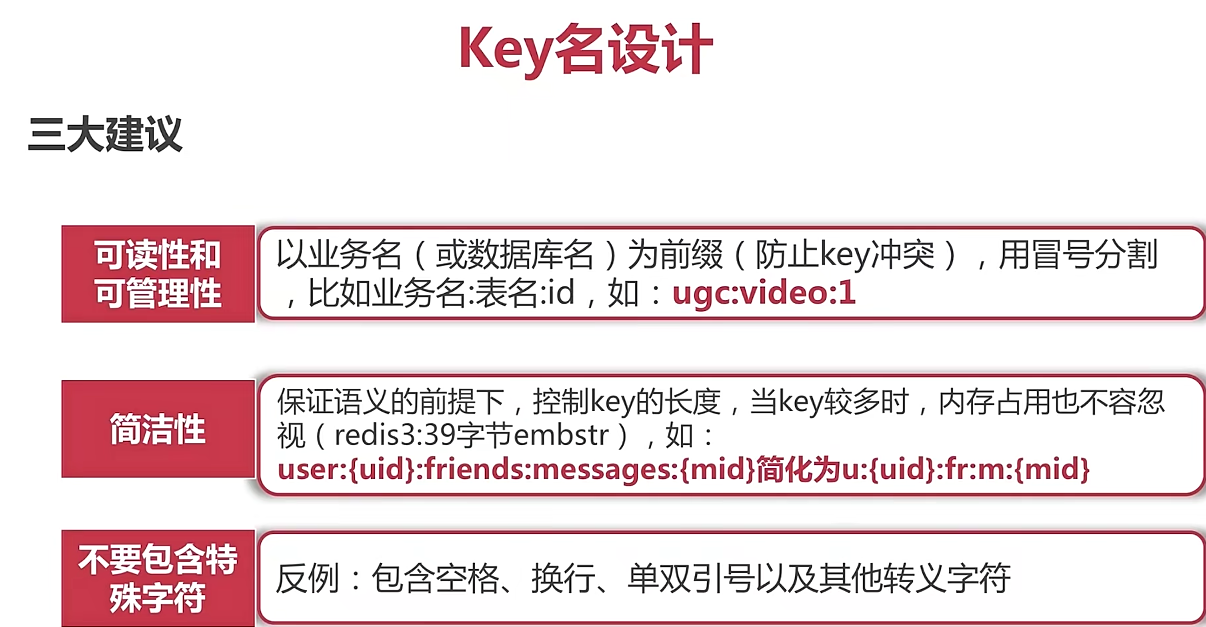 Key名设计
三大建议
可读性和
可管理性
以业务名（或数据库名）为前缀（防止key冲突），用冒号分割
，比如业务名:表名:id，如：ugc:video:1
简洁性
保证语义的前提下，控制key的长度，当key较多时，内存占用也不容忽
视（redis3:39字节embstr），如：
user:{uid}:friends:messages:{mid}简化为u:{uid}:fr:m:{mid}
不要包含特
殊字符
反例：包含空格、换行、单双引号以及其他转义字符